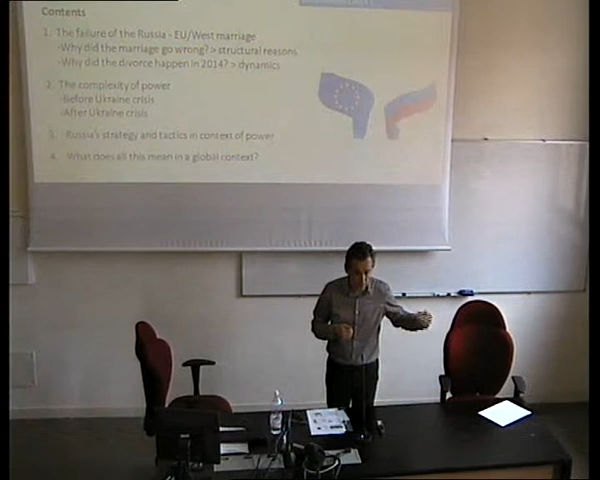 Contents
1. The failure of the Russia - EU/West marriage
-Why did the marriage go wrong? > structural reasons
-Why did the divorce happen in 2014? > dynamics
2. The complexity of power
-Before Ukraine crisis
-After Ukraine crisis
3. Russia's strategy and tactics in context of power
4. What does all this mean in a global context?